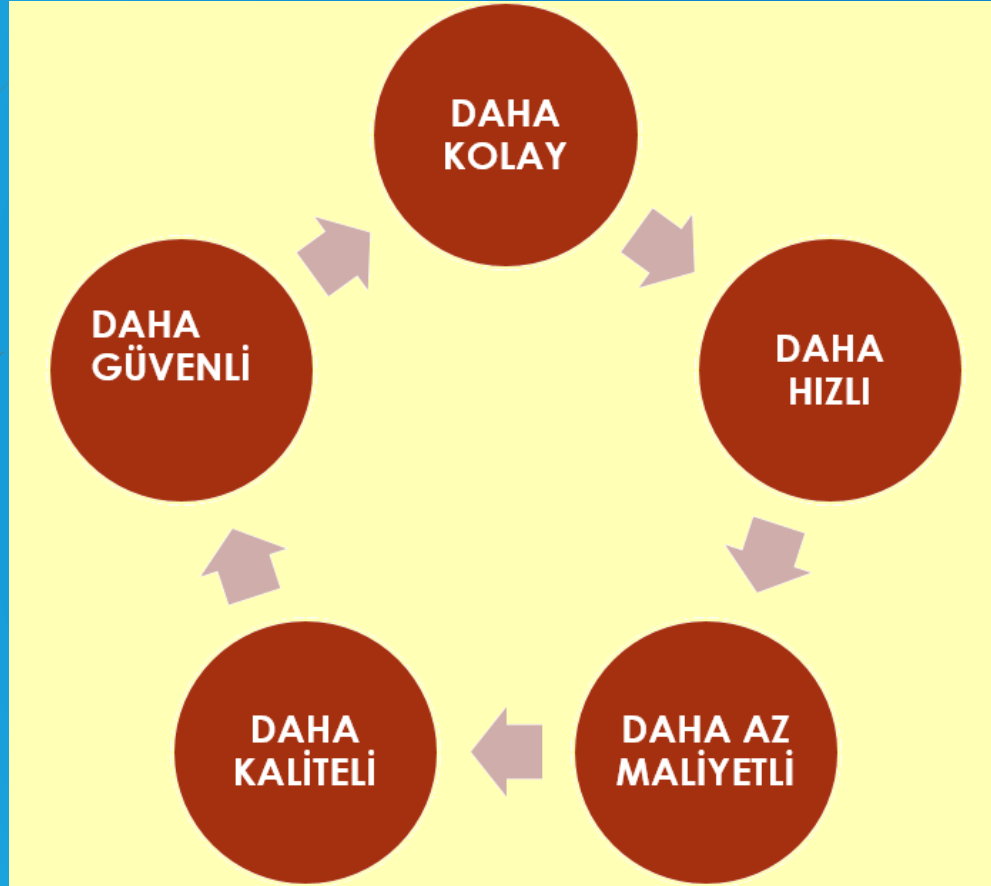 DAHA
KOLAY
DAHA
HIZLI
DAHA AZ
MALİYETLİ
DAHA
KALİTELİ
DAHA
GÜVENLİ